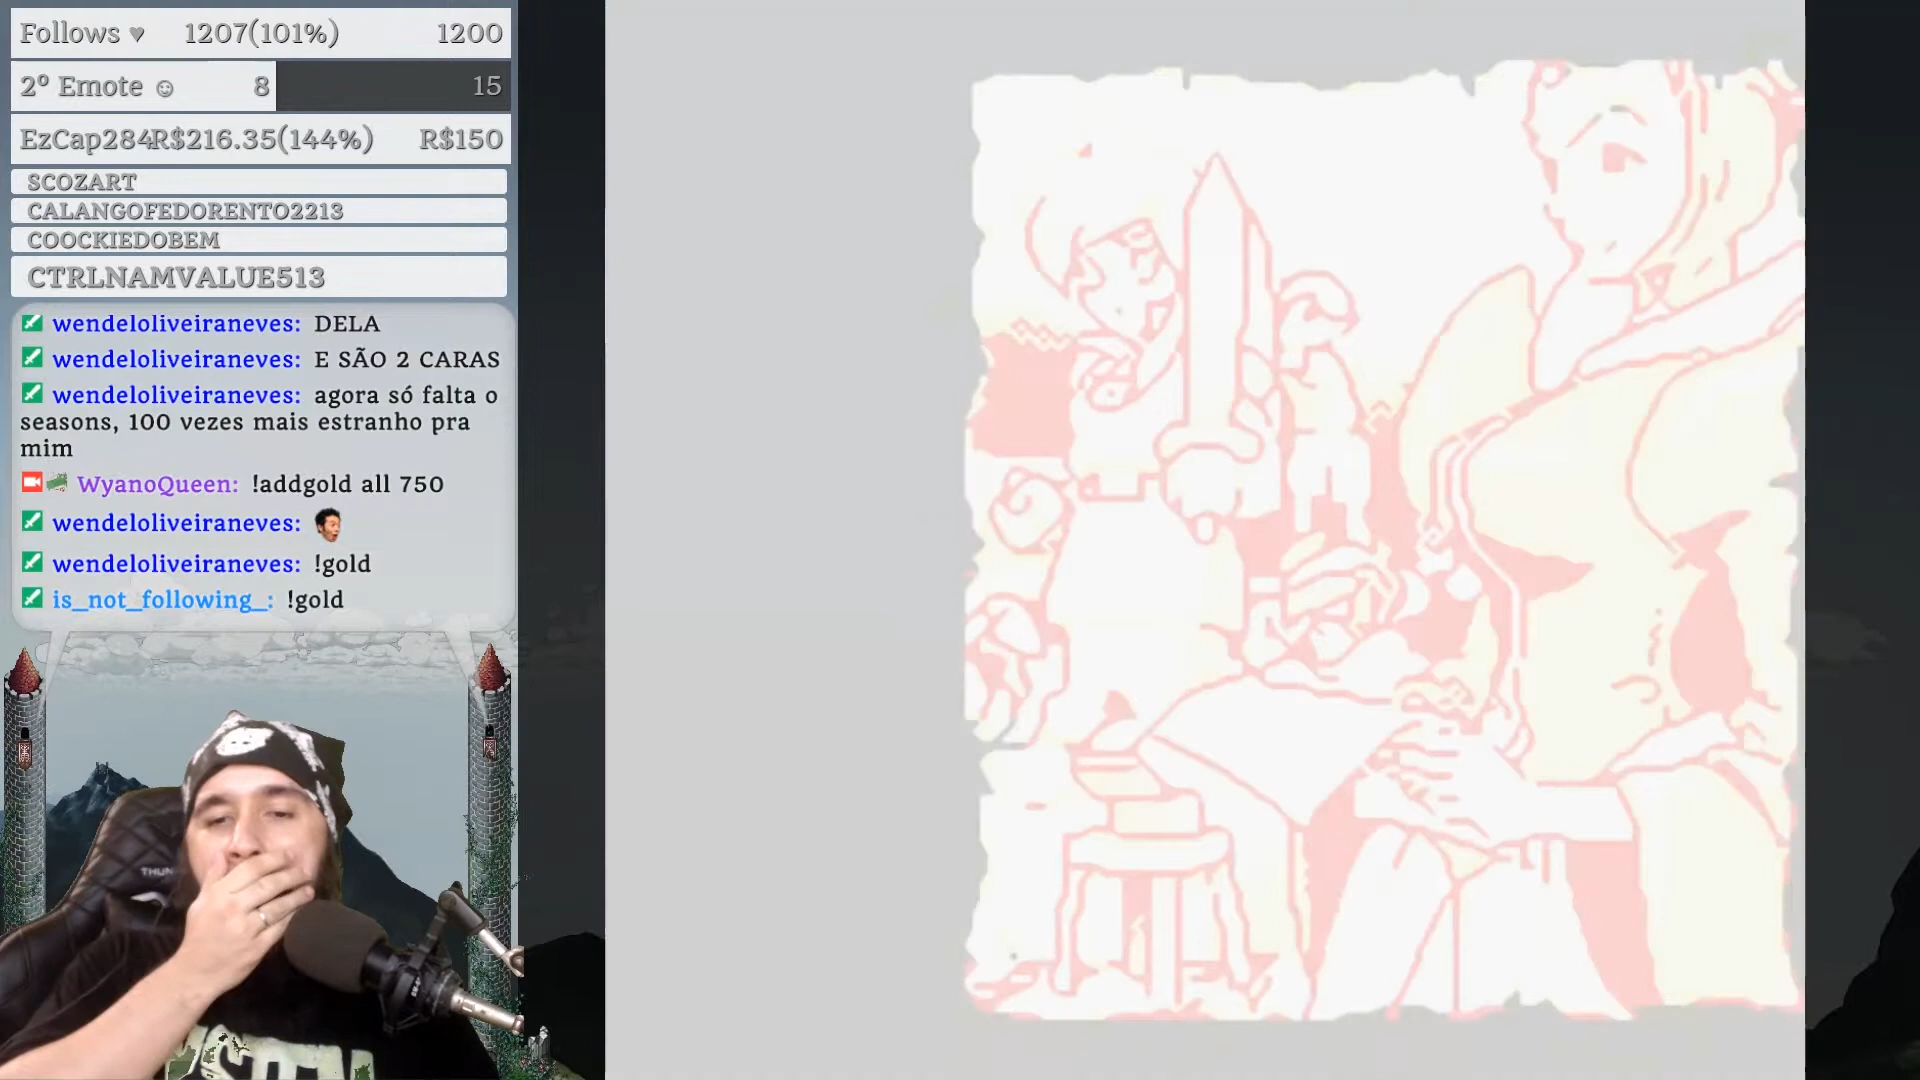 Follows ♥ 1207(101%) 1200
2º Emote ☺ 8 15
EzCap284R$216.35(144%) R$150
SCOZART
CALANGOFEDORENTO2213
COOCKIEDOBEM
CTRLNAMVALUE513
wendeloliveiraneves: DELA
wendeloliveiraneves: E SÃO 2 CARAS
wendeloliveiraneves: agora só falta o
seasons, 100 vezes mais estranho pra
mim
WyanoQueen: !addgold all 750
wendeloliveiraneves:
wendeloliveiraneves: !gold
is_not_following_: !gold
THUN